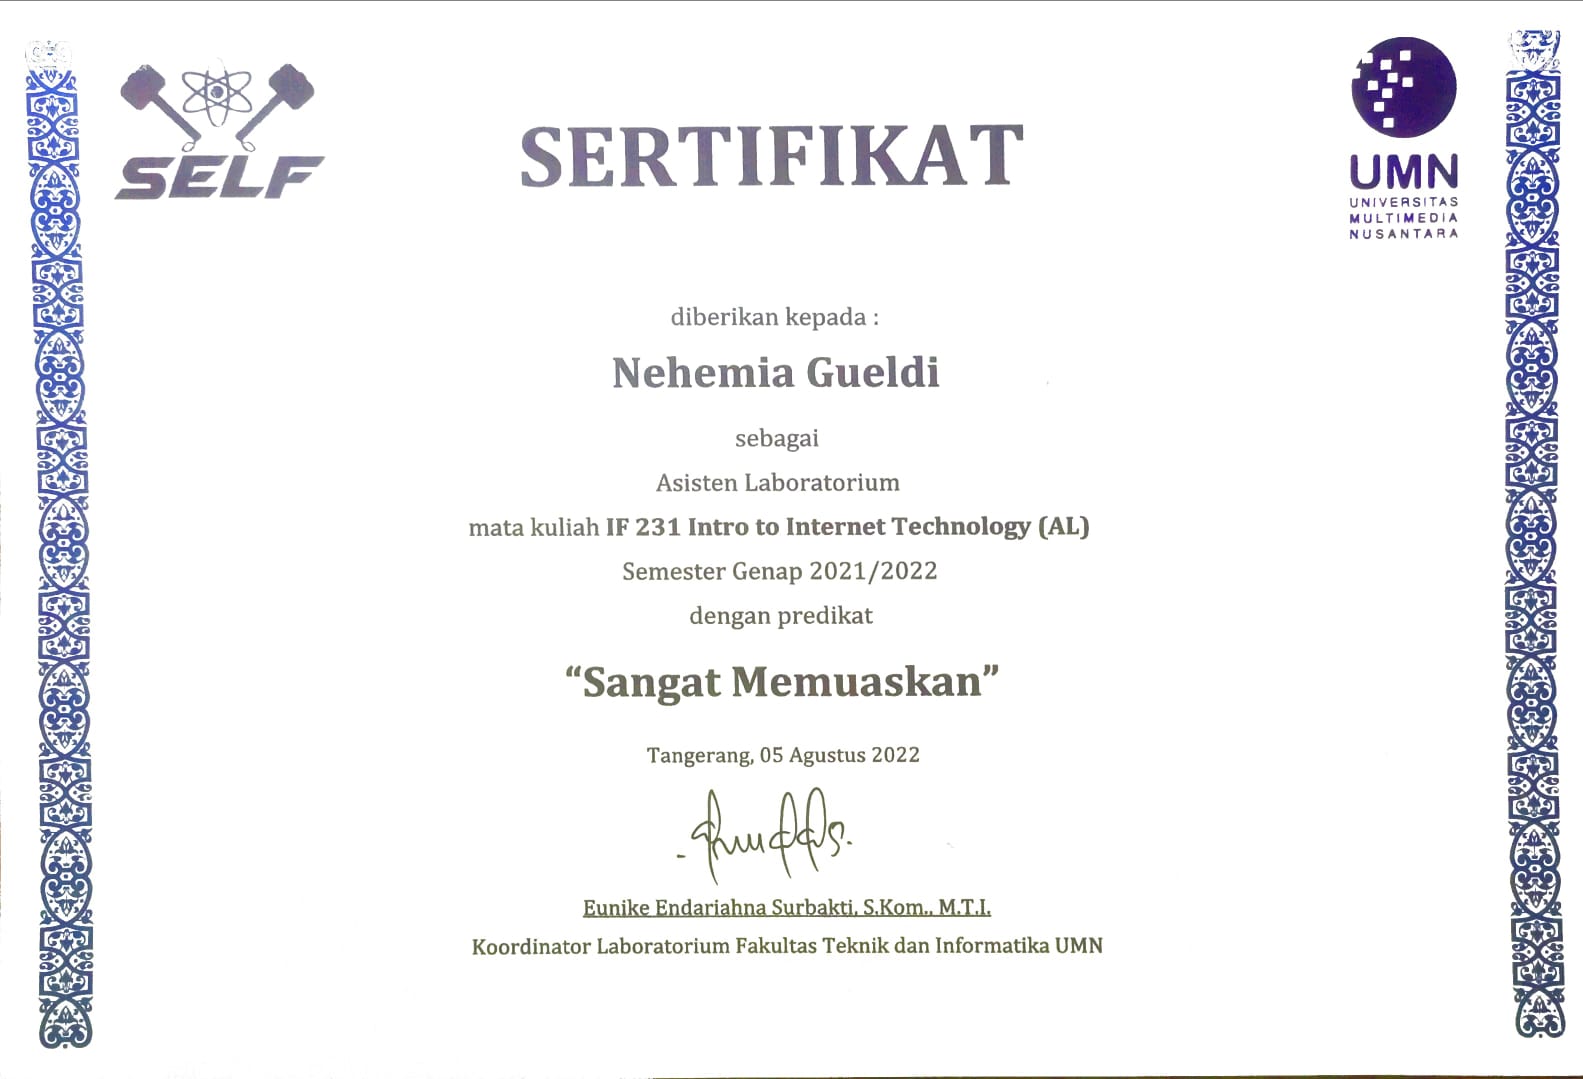 SELF
SERTIFIKAT
UMN
UNIVERSITAS
MULTIMEDIA
NUSANTARA
diberikan kepada :
Nehemia Gueldi
sebagai
Asisten Laboratorium
mata kuliah IF 231 Intro to Internet Technology (AL)
Semester Genap 2021/2022
dengan predikat
“Sangat Memuaskan”
Tangerang, 05 Agustus 2022
Eunike Endariahna Surbakti, S.Kom., M.T.I.
Koordinator Laboratorium Fakultas Teknik dan Informatika UMN